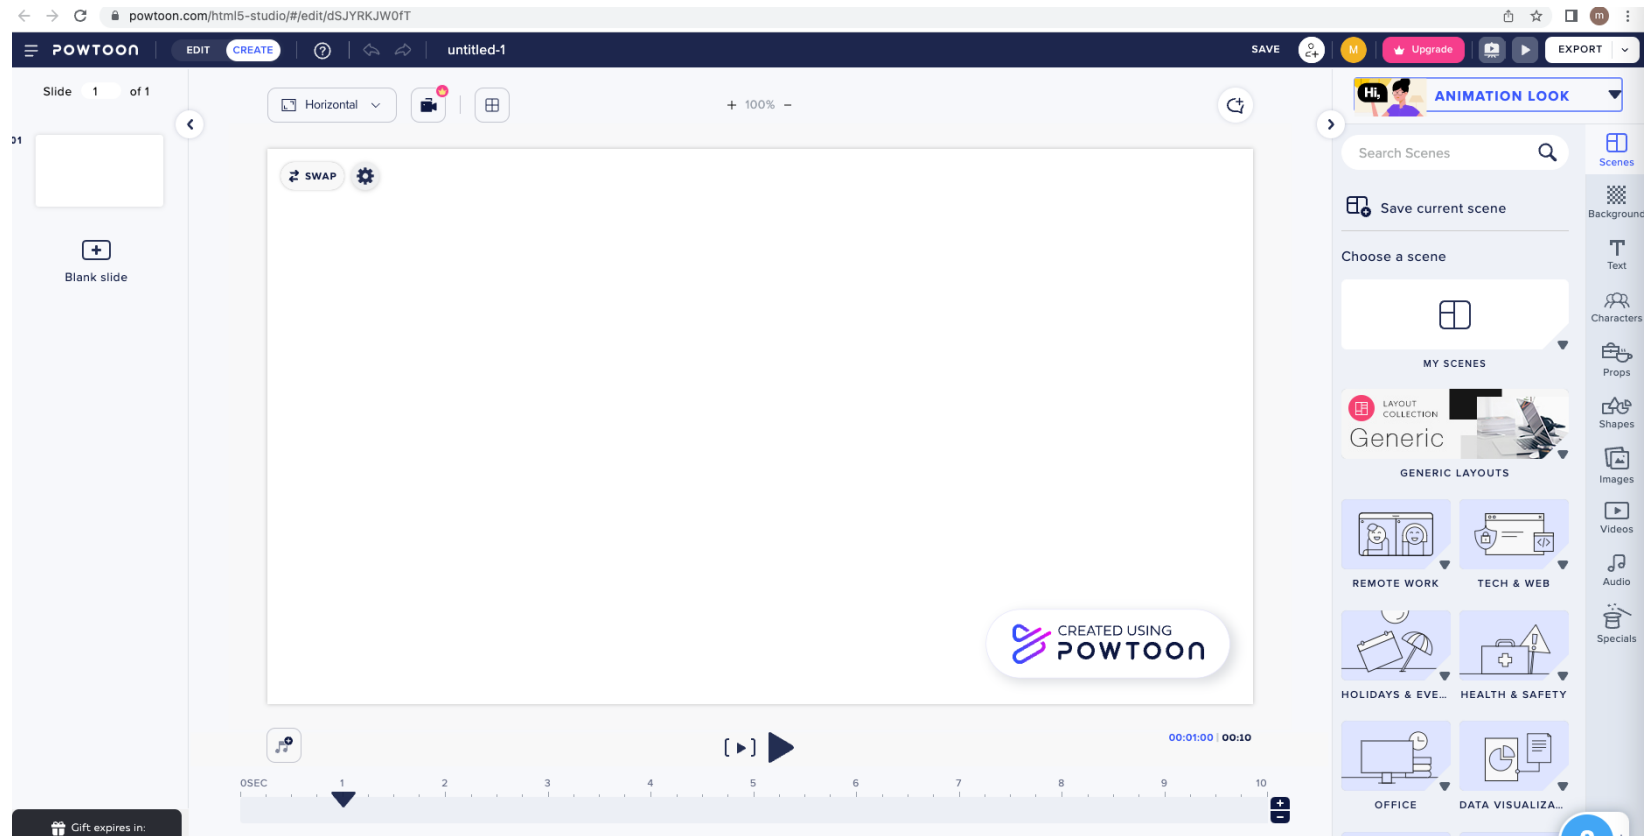 powtoon.com/html5-studio/#/edit/dSJYRKJW0fT
m
POWTOON
EDIT
CREATE
?
untitled-1
SAVE
M
Upgrade
EXPORT
Slide 1 of 1
01
Blank slide
Gift expires in:
Horizontal
+ 100% −
SWAP
CREATED USING
POWTOON
00:01:00 | 00:10
0SEC 1 2 3 4 5 6 7 8 9 10
Hi,
ANIMATION LOOK
Search Scenes
Save current scene
Choose a scene
MY SCENES
LAYOUT
COLLECTION
Generic
GENERIC LAYOUTS
REMOTE WORK
TECH & WEB
HOLIDAYS & EVE...
HEALTH & SAFETY
OFFICE
DATA VISUALIZA...
Scenes
Background
Text
Characters
Props
Shapes
Images
Videos
Audio
Specials